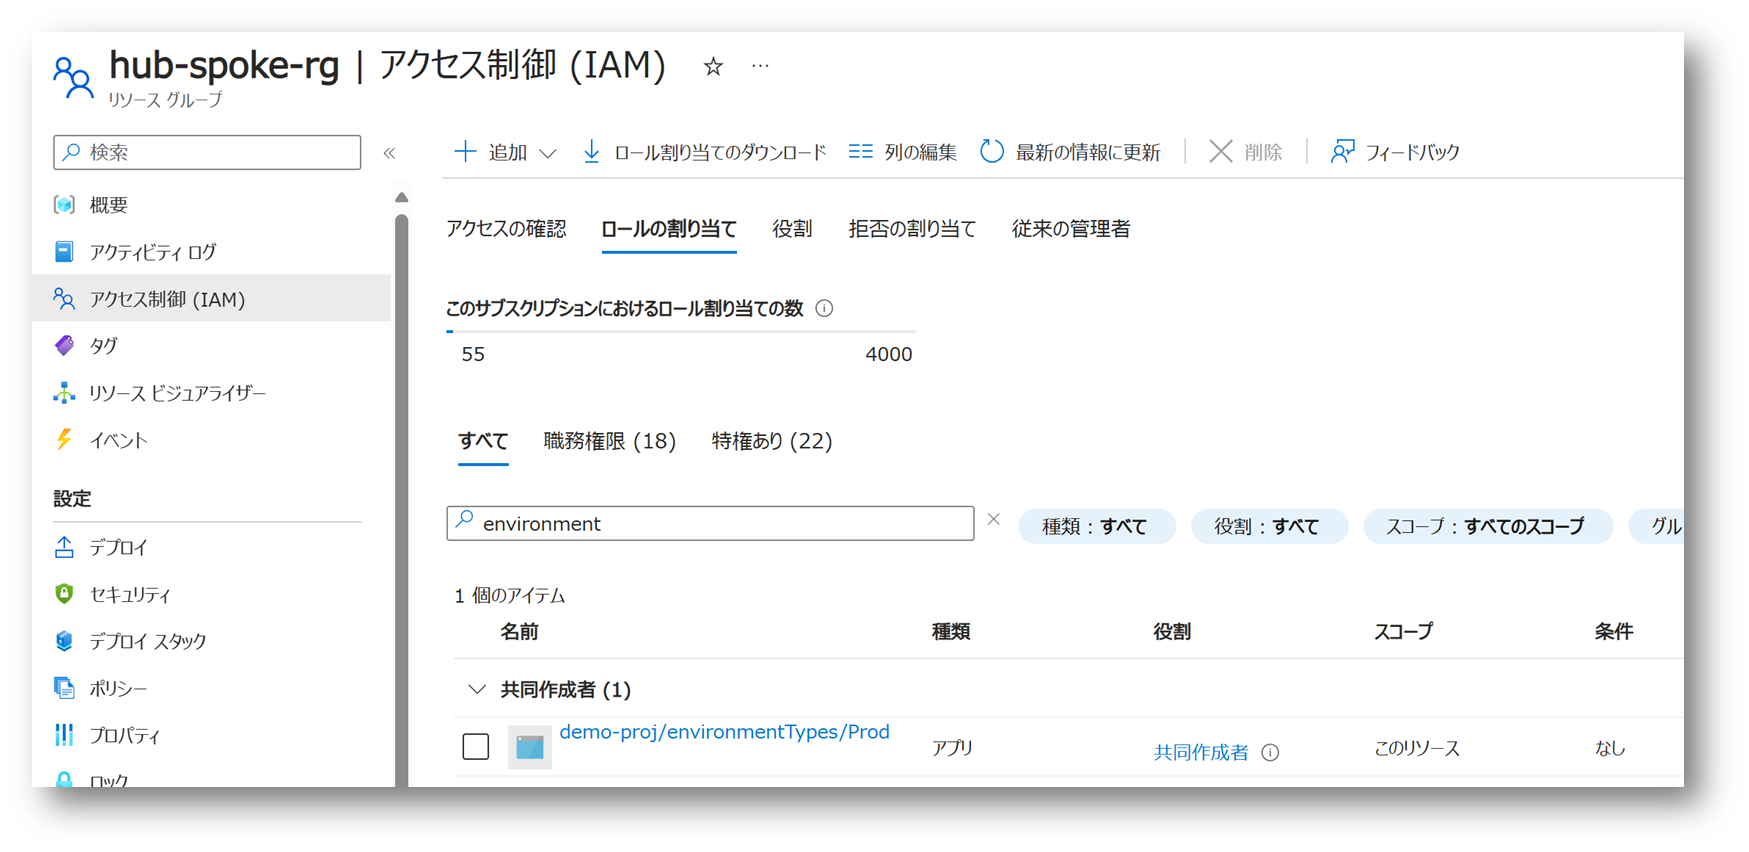 hub-spoke-rg | アクセス制御 (IAM) ☆ …
リソース グループ
検索 «
概要
アクティビティ ログ
アクセス制御 (IAM)
タグ
リソース ビジュアライザー
イベント
設定
デプロイ
セキュリティ
デプロイ スタック
ポリシー
プロパティ
ロック
追加 ロール割り当てのダウンロード 列の編集 最新の情報に更新 削除 フィードバック
アクセスの確認 ロールの割り当て 役割 拒否の割り当て 従来の管理者
このサブスクリプションにおけるロール割り当ての数
55 4000
すべて 職務権限 (18) 特権あり (22)
environment 種類 : すべて 役割 : すべて スコープ : すべてのスコープ グル
1 個のアイテム
名前 種類 役割 スコープ 条件
共同作成者 (1)
demo-proj/environmentTypes/Prod アプリ 共同作成者 このリソース なし